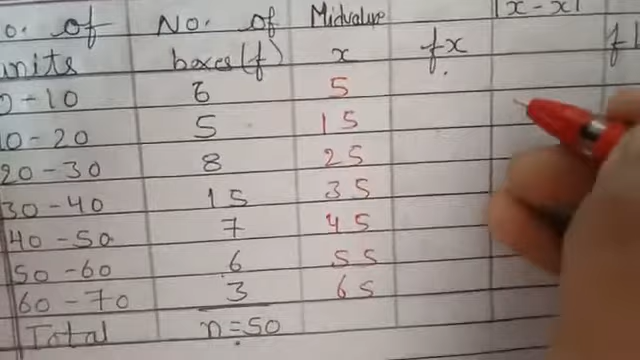 o. of No. of Midvalue |x - x|
units boxes(f) x fx f|
0-10 6 5
10-20 5 15
20-30 8 25
30-40 15 35
40-50 7 45
50-60 6 55
60-70 3 65
Total n=50